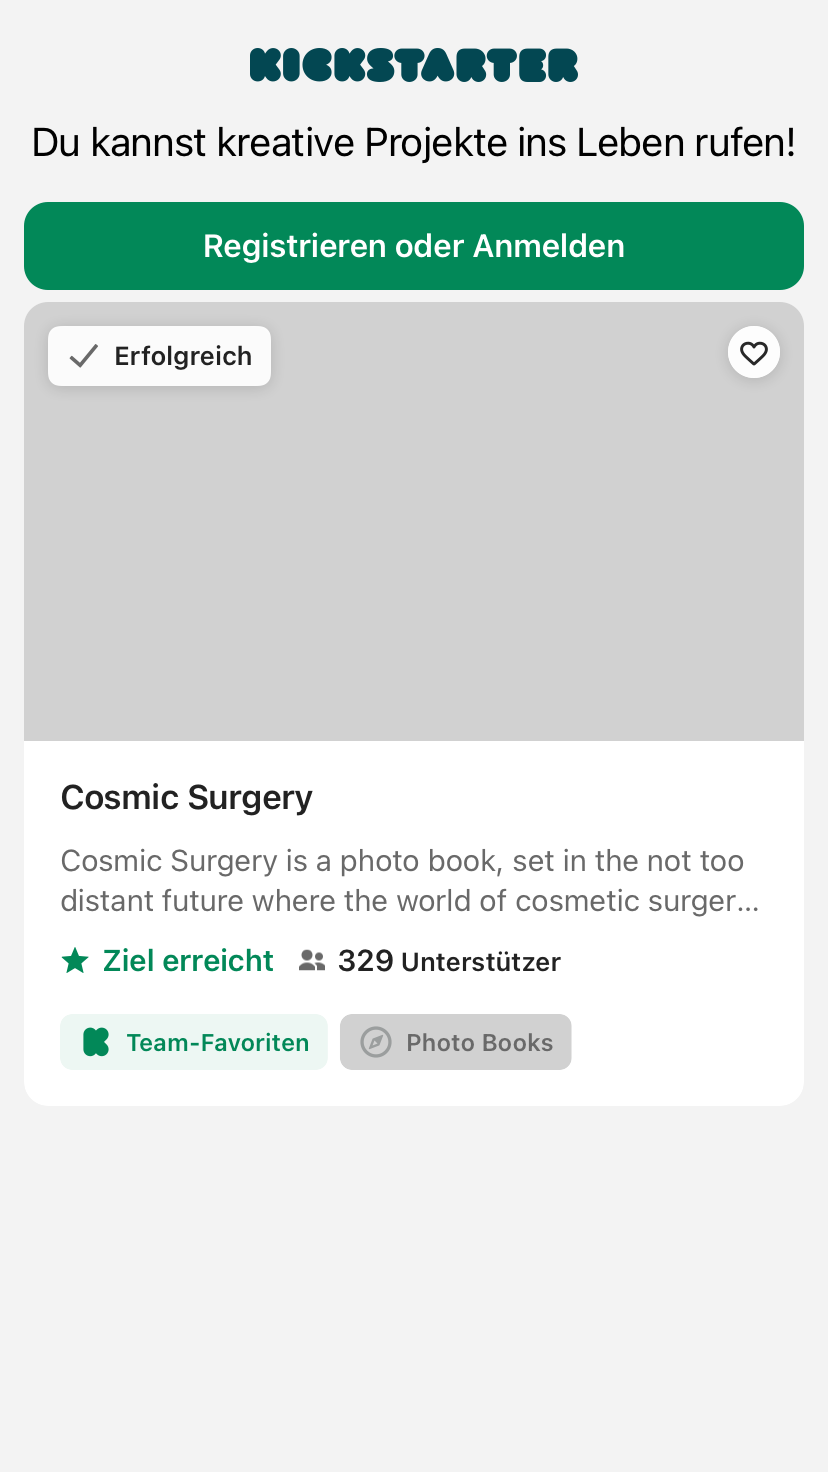 KICKSTARTER
Du kannst kreative Projekte ins Leben rufen!
Registrieren oder Anmelden
Erfolgreich
Cosmic Surgery
Cosmic Surgery is a photo book, set in the not too
distant future where the world of cosmetic surger...
Ziel erreicht 329 Unterstützer
Team-Favoriten Photo Books